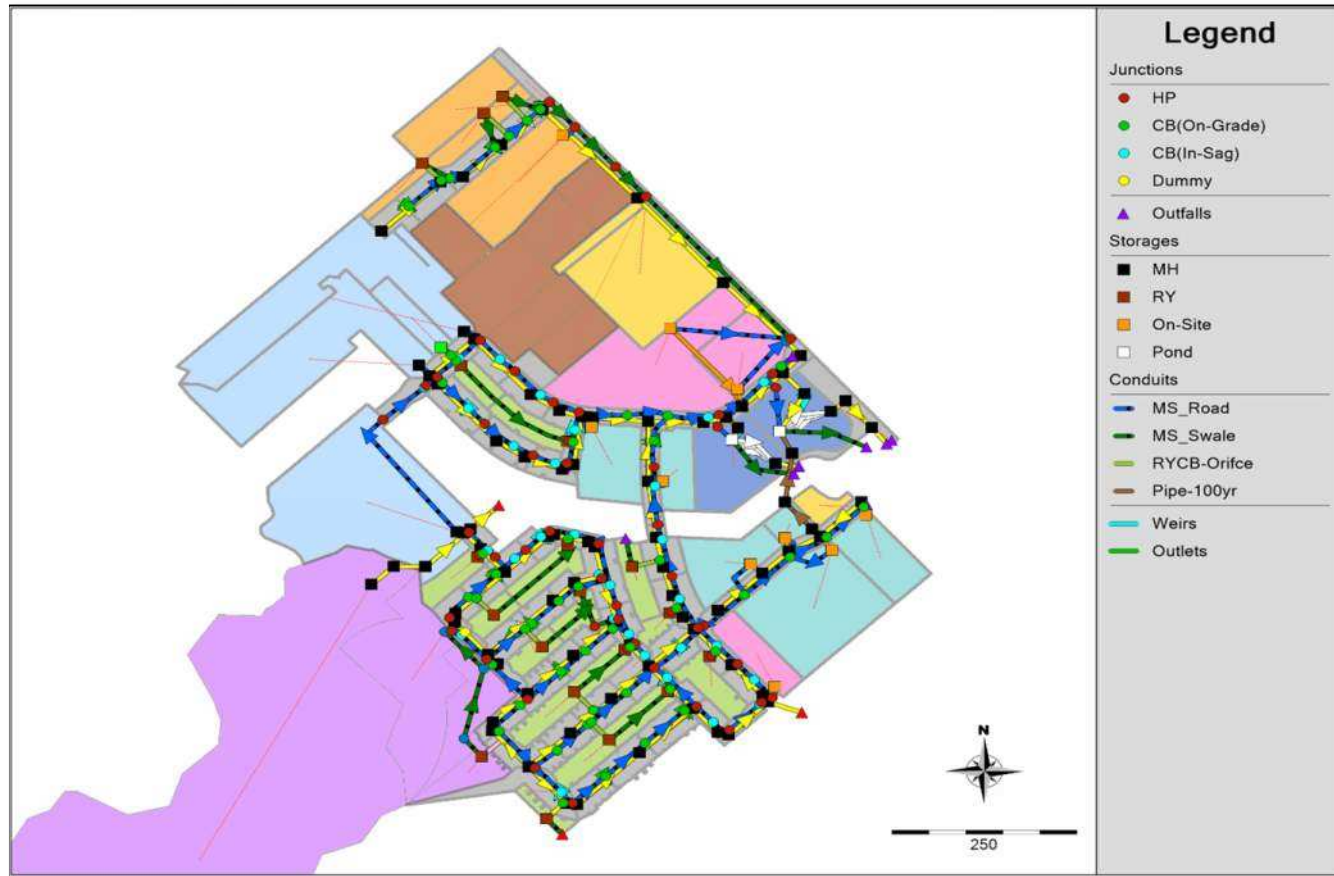 Legend
Junctions
HP
CB(On-Grade)
CB(In-Sag)
Dummy
Outfalls
Storages
MH
RY
On-Site
Pond
Conduits
MS_Road
MS_Swale
RYCB-Orifce
Pipe-100yr
Weirs
Outlets
N
250